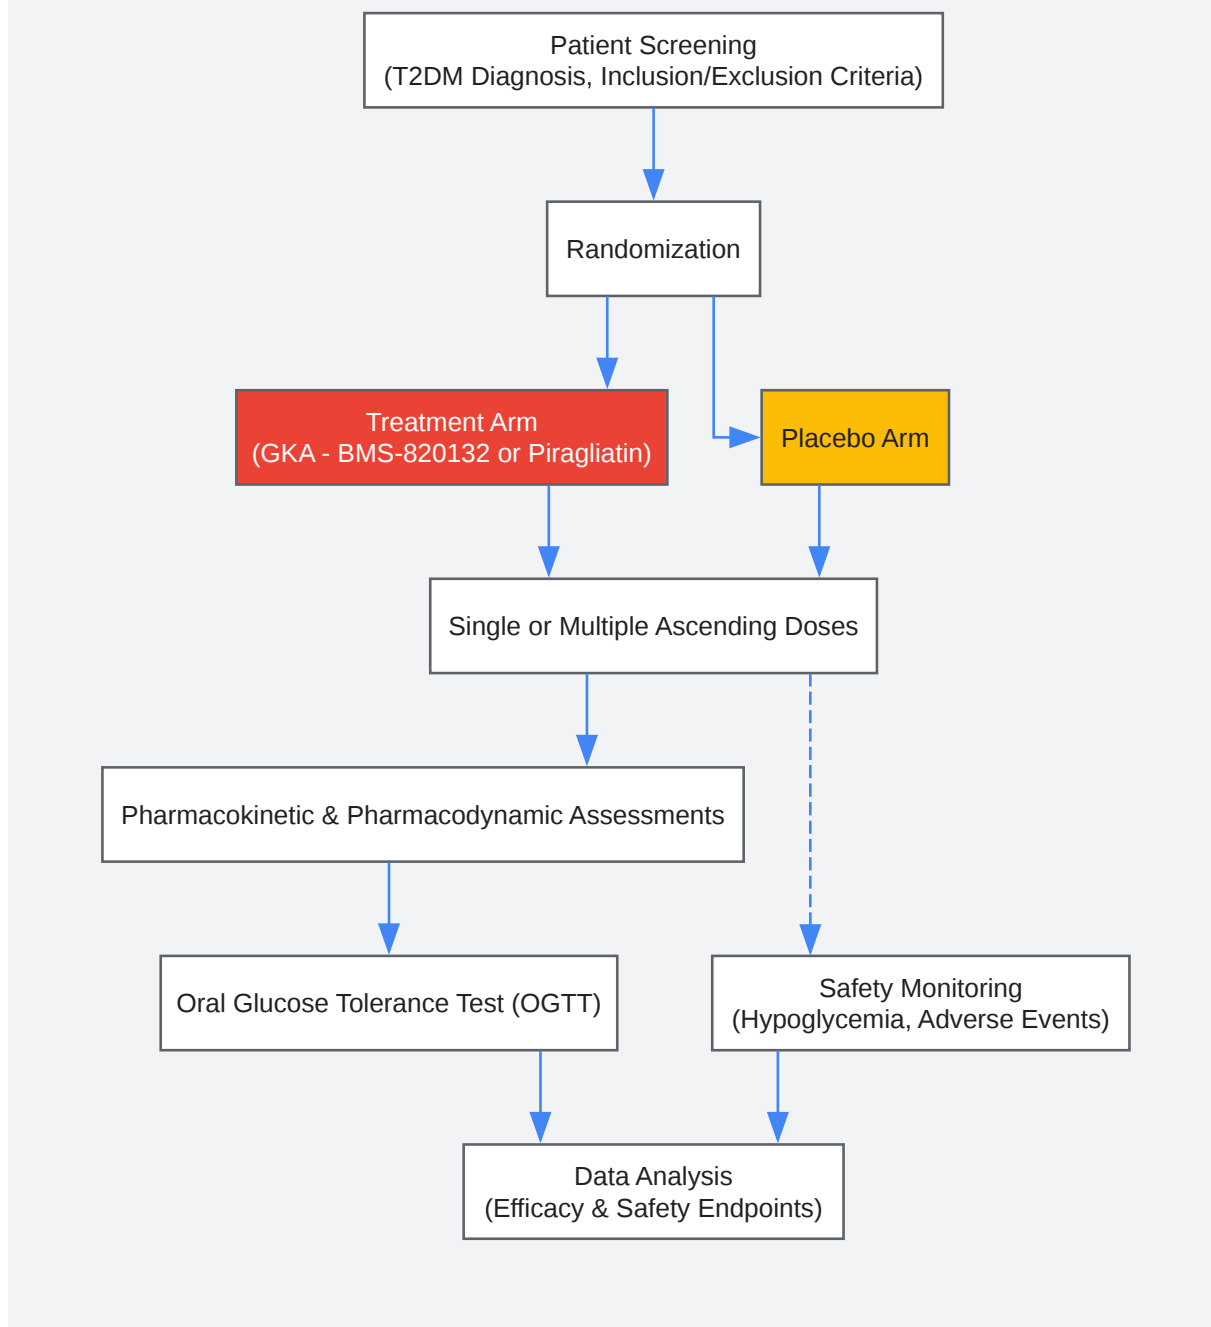 Patient Screening
(T2DM Diagnosis, Inclusion/Exclusion Criteria)
Randomization
Treatment Arm
(GKA - BMS-820132 or Piragliatin)
Placebo Arm
Single or Multiple Ascending Doses
Pharmacokinetic & Pharmacodynamic Assessments
Oral Glucose Tolerance Test (OGTT)
Safety Monitoring
(Hypoglycemia, Adverse Events)
Data Analysis
(Efficacy & Safety Endpoints)